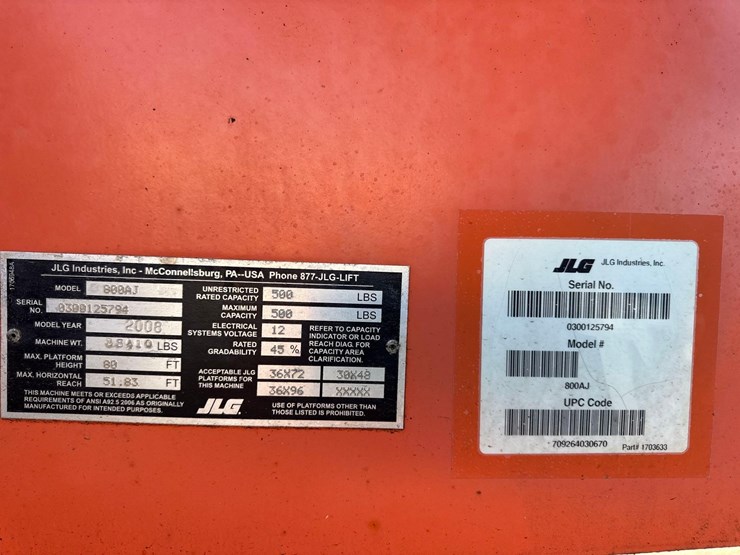 JLG Industries, Inc - McConnellsburg, PA--USA Phone 877-JLG-LIFT
MODEL 800AJ
SERIAL NO. 0300125794
MODEL YEAR 2008
MACHINE WT. LBS
MAX. PLATFORM HEIGHT 80 FT
MAX. HORIZONTAL REACH 51.83 FT
THIS MACHINE MEETS OR EXCEEDS APPLICABLE
REQUIREMENTS OF ANSI A92 5 2006 AS ORIGINALLY
MANUFACTURED FOR INTENDED PURPOSES.
UNRESTRICTED RATED CAPACITY 500 LBS
MAXIMUM CAPACITY 500 LBS
ELECTRICAL SYSTEMS VOLTAGE 12
RATED GRADABILITY 45 %
REFER TO CAPACITY
INDICATOR OR LOAD
REACH DIAG. FOR
CAPACITY AREA
CLARIFICATION.
ACCEPTABLE JLG
PLATFORMS FOR
THIS MACHINE
36X72 30X48
36X96 XXXXX
JLG
USE OF PLATFORMS OTHER THAN
THOSE LISTED IS PROHIBITED.
JLG JLG Industries, Inc.
Serial No.
0300125794
Model #
800AJ
UPC Code
709264030670 Part# 1703633